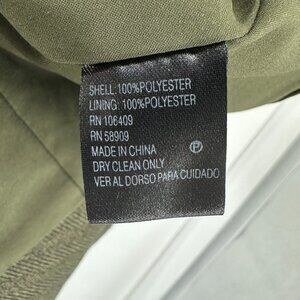 SHELL: 100%POLYESTER
LINING: 100%POLYESTER
RN 106409
RN 58909
MADE IN CHINA
DRY CLEAN ONLY Ⓟ
VER AL DORSO PARA CUIDADO